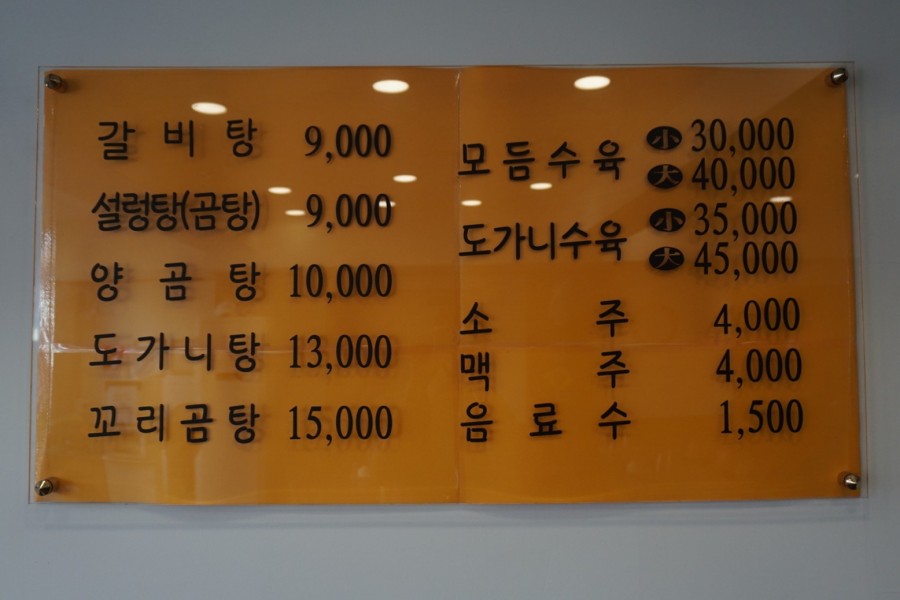 갈비탕 9,000
설렁탕(곰탕) 9,000
양곰탕 10,000
도가니탕 13,000
꼬리곰탕 15,000
모듬수육 小 30,000
大 40,000
도가니수육 小 35,000
大 45,000
소주 4,000
맥주 4,000
음료수 1,500